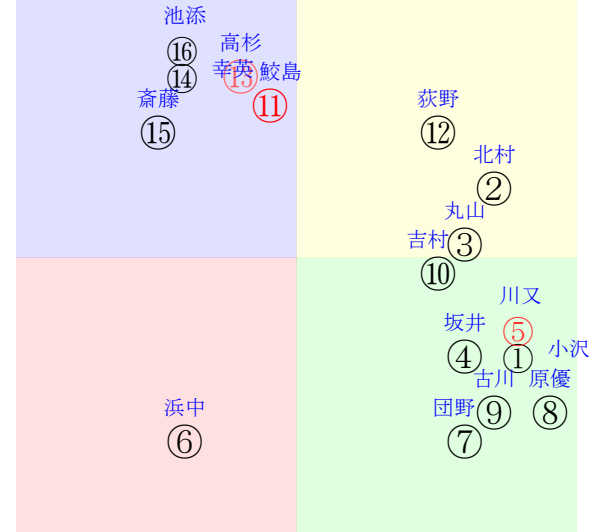 池添
⑯ 高杉
⑭ 幸英 ⑬ 鮫島
斎藤 ⑪ 荻野
⑮ ⑫
北村
②
丸山
吉村 ③
⑩
川又
坂井 ⑤
④ ① 小沢
古川 原優
浜中 団野 ⑨ ⑧
⑥ ⑦